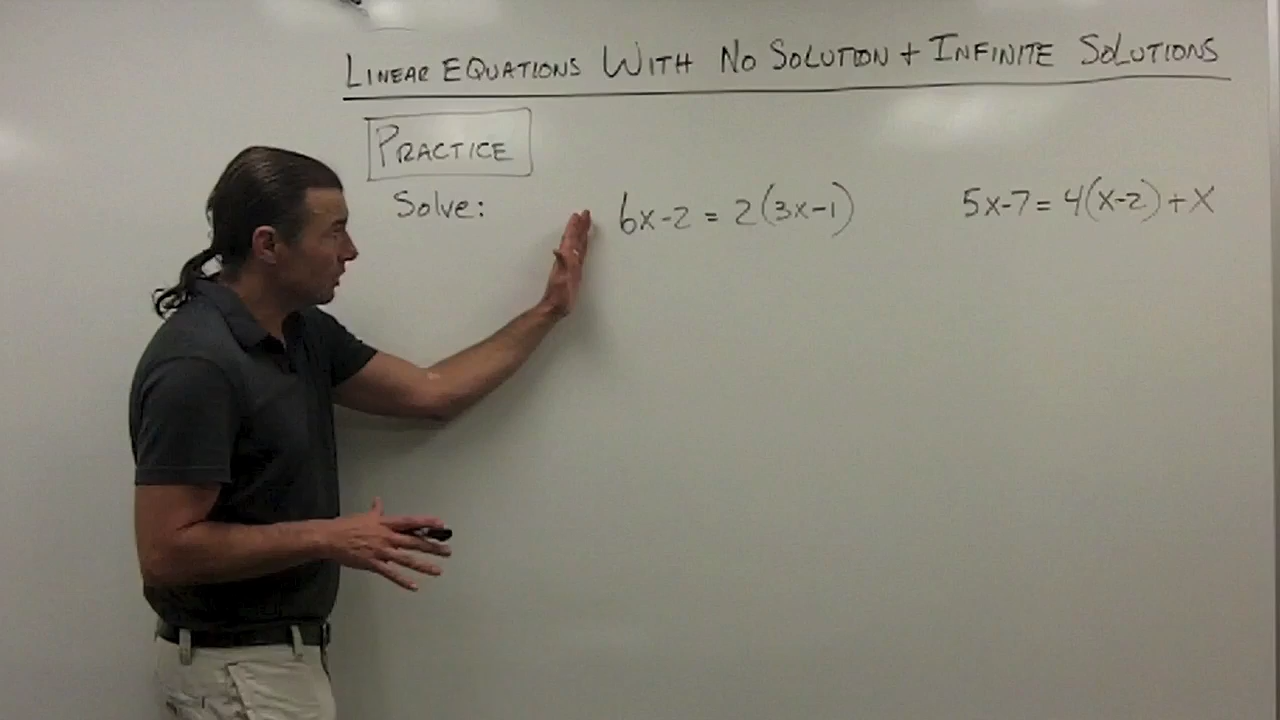 LINEAR EQUATIONS WITH NO SOLUTION + INFINITE SOLUTIONS
PRACTICE
Solve: 6x-2 = 2(3x-1) 5x-7 = 4(x-2)+x